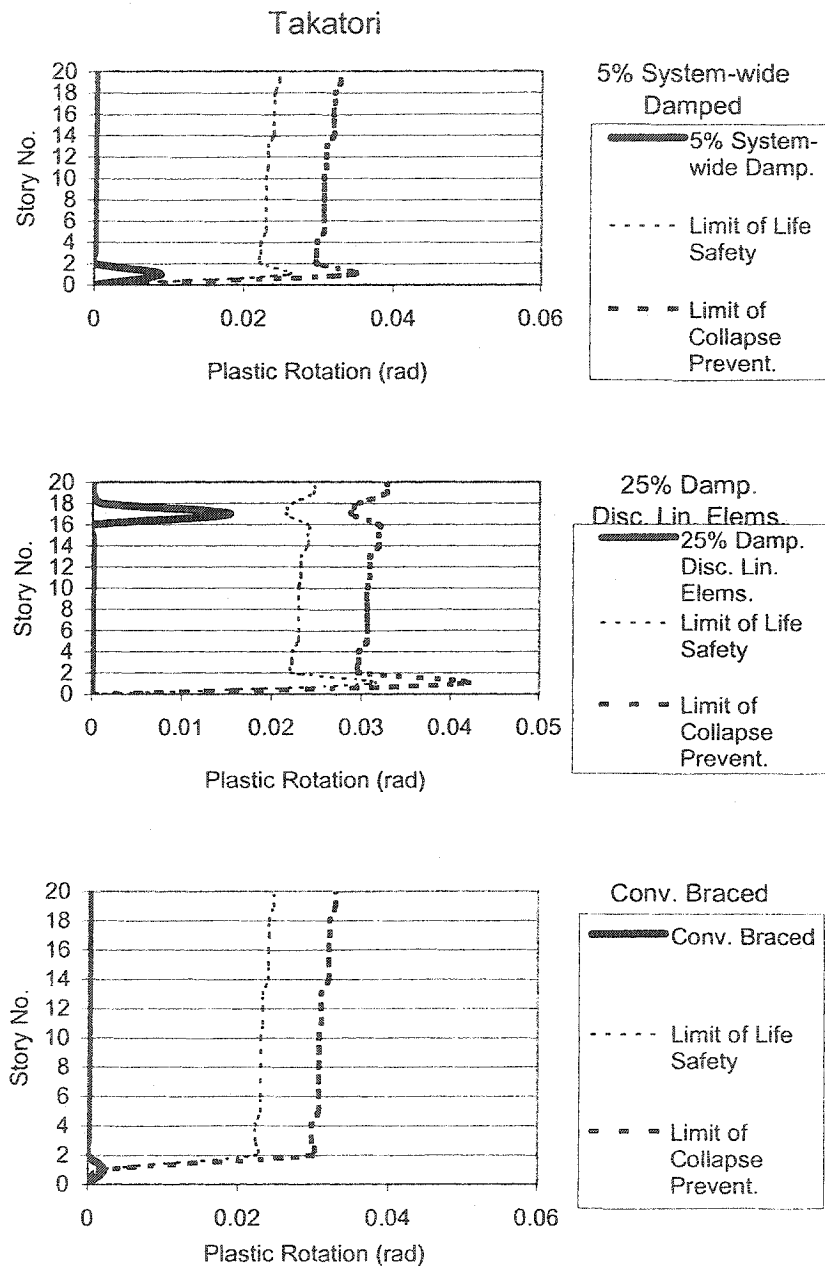 Takatori
20
18
16
14
12
10
8
6
4
2
0
Story No.
0 0.02 0.04 0.06
Plastic Rotation (rad)
5% System-wide
Damped
5% System-
wide Damp.
Limit of Life
Safety
Limit of
Collapse
Prevent.
20
18
16
14
12
10
8
6
4
2
0
Story No.
0 0.01 0.02 0.03 0.04 0.05
Plastic Rotation (rad)
25% Damp.
Disc. Lin. Elems.
25% Damp.
Disc. Lin.
Elems.
Limit of Life
Safety
Limit of
Collapse
Prevent.
20
18
16
14
12
10
8
6
4
2
0
Story No.
0 0.02 0.04 0.06
Plastic Rotation (rad)
Conv. Braced
Conv. Braced
Limit of Life
Safety
Limit of
Collapse
Prevent.